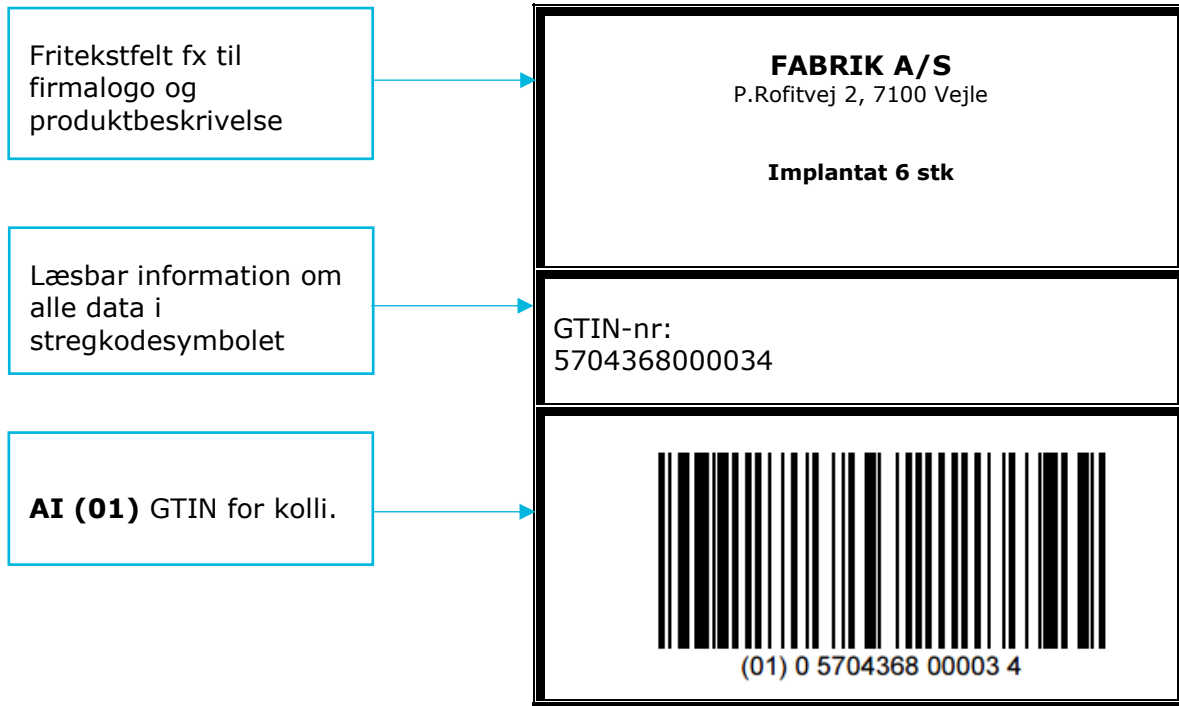 Fritekstfelt fx til
firmalogo og
produktbeskrivelse
FABRIK A/S
P.Rofitvej 2, 7100 Vejle
Implantat 6 stk
Læsbar information om
alle data i
stregkodesymbolet
GTIN-nr:
5704368000034
AI (01) GTIN for kolli.
(01) 0 5704368 00003 4